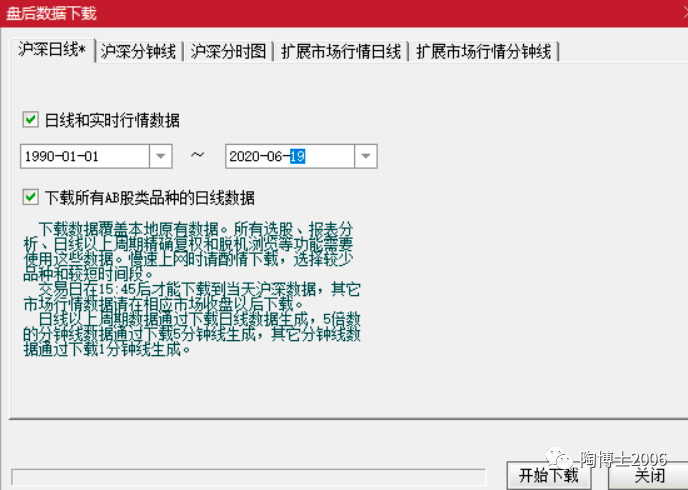 盘后数据下载
沪深日线* 沪深分钟线 沪深分时图 扩展市场行情日线 扩展市场行情分钟线
日线和实时行情数据
1990-01-01 ~ 2020-06-19
下载所有AB股类品种的日线数据
下载数据覆盖本地原有数据。所有选股、报表分
析、日线以上周期精确复权和脱机浏览等功能需要
使用这些数据。慢速上网时请酌情下载，选择较少
品种和较短时间段。
交易日在15:45后才能下载到当天沪深数据，其它
市场行情数据请在相应市场收盘以后下载。
日线以上周期数据通过下载日线数据生成，5倍数
的分钟线数据通过下载5分钟线生成，其它分钟线数
据通过下载1分钟线生成。
陶博士2006
开始下载 关闭